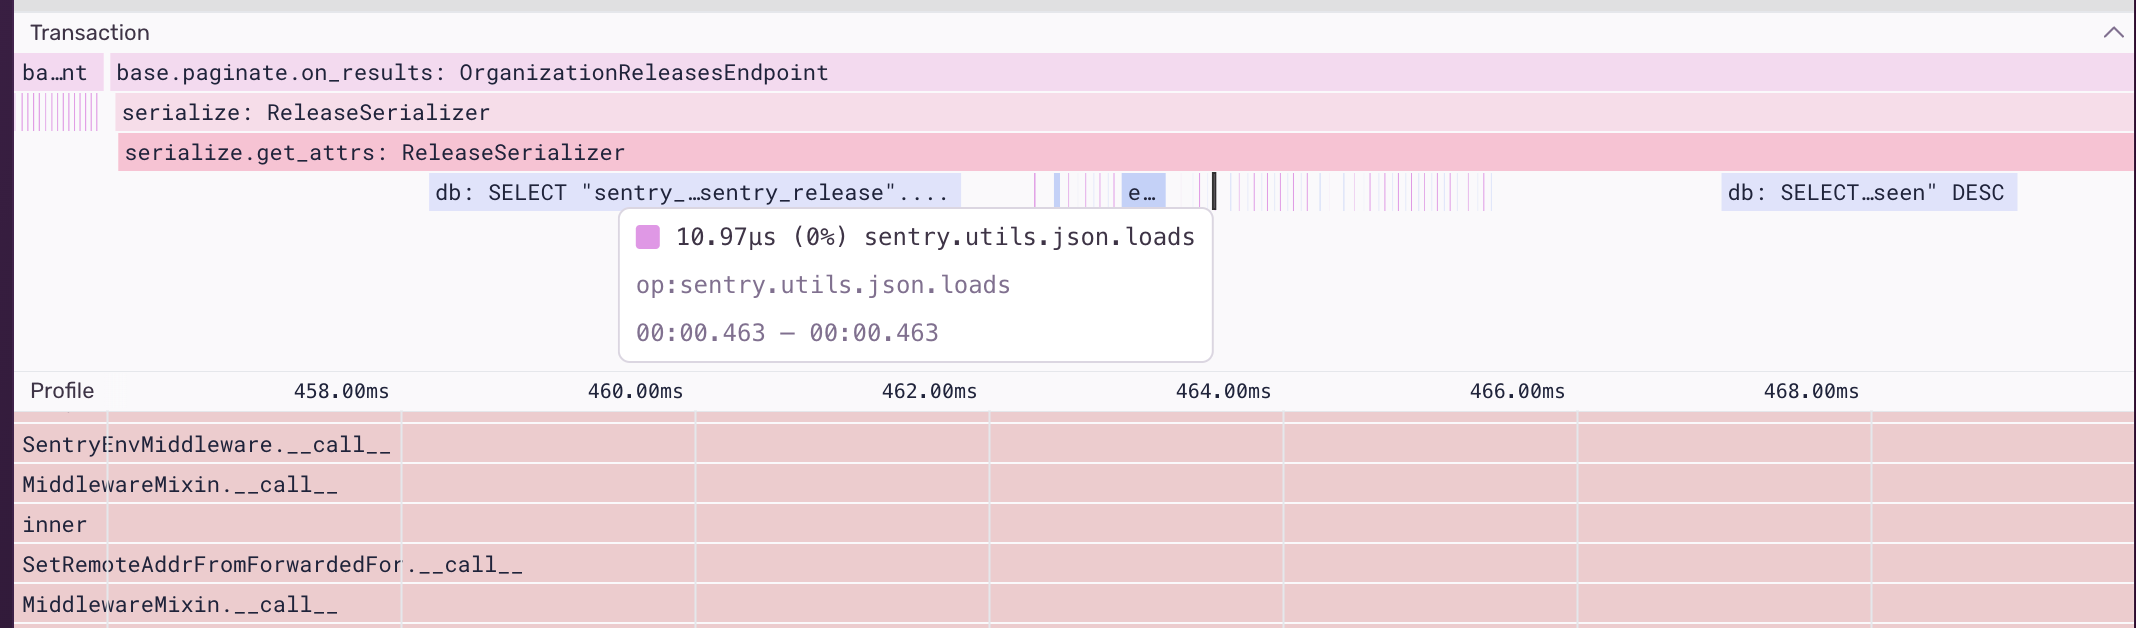 Transaction
ba…nt base.paginate.on_results: OrganizationReleasesEndpoint
serialize: ReleaseSerializer
serialize.get_attrs: ReleaseSerializer
db: SELECT "sentry_…sentry_release".... e… db: SELECT…seen" DESC
10.97µs (0%) sentry.utils.json.loads
op:sentry.utils.json.loads
00:00.463 — 00:00.463
Profile 458.00ms 460.00ms 462.00ms 464.00ms 466.00ms 468.00ms
SentryEnvMiddleware.__call__
MiddlewareMixin.__call__
inner
SetRemoteAddrFromForwardedFor.__call__
MiddlewareMixin.__call__